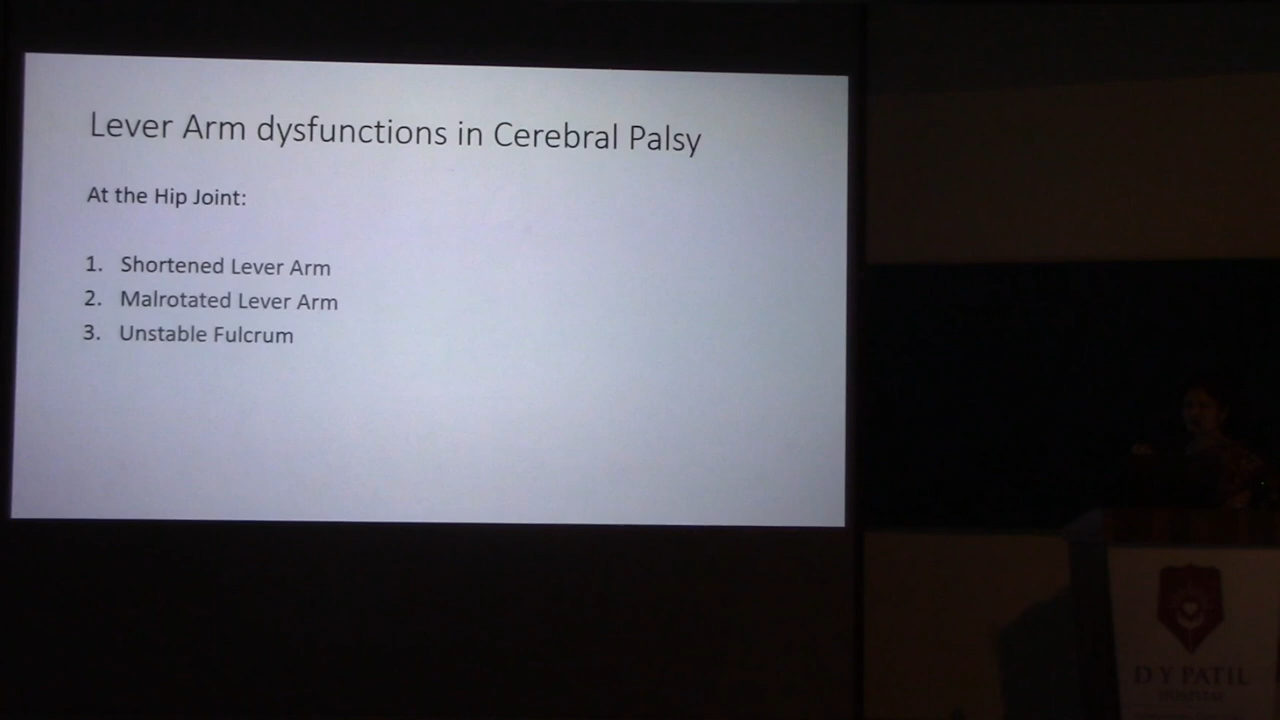 Lever Arm dysfunctions in Cerebral Palsy
At the Hip Joint:
1. Shortened Lever Arm
2. Malrotated Lever Arm
3. Unstable Fulcrum
D Y PATIL
HOSPITAL